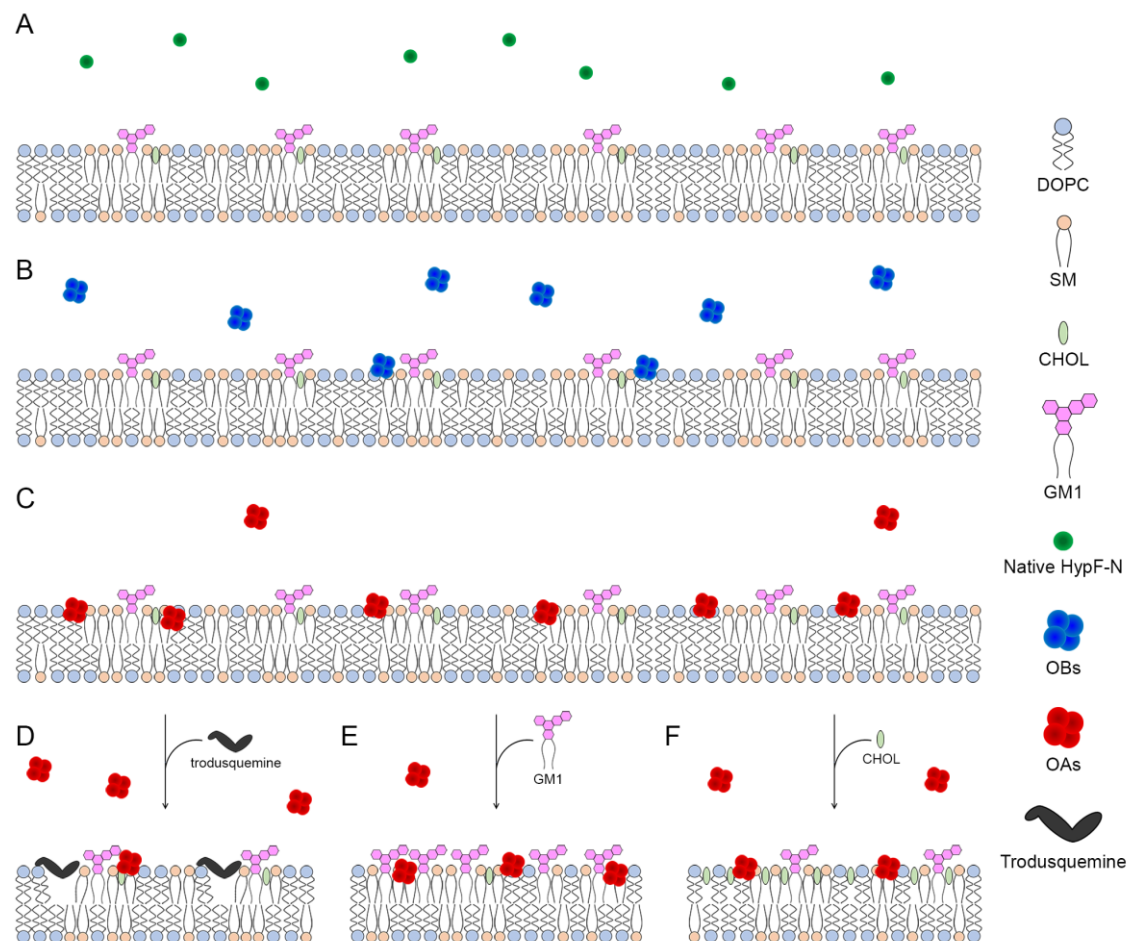 A
B
C
D
trodusquemine
E
GM1
F
CHOL
DOPC
SM
CHOL
GM1
Native HypF-N
OBs
OAs
Trodusquemine